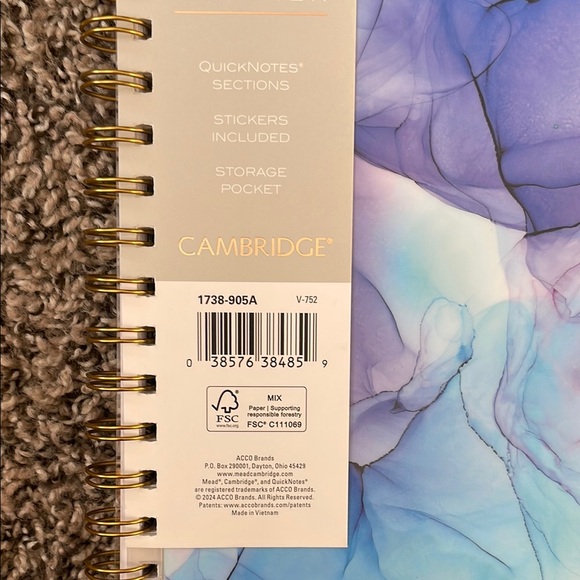 QUICKNOTES®
SECTIONS
STICKERS
INCLUDED
STORAGE
POCKET
CAMBRIDGE®
1738-905A V-752
0 38576 38485 9
FSC
www.fsc.org
MIX
Paper | Supporting
responsible forestry
FSC® C111069
ACCO Brands
P.O. Box 290001, Dayton, Ohio 45429
www.meadcambridge.com
Mead®, Cambridge®, and QuickNotes®
are registered trademarks of ACCO Brands.
© 2024 ACCO Brands. All Rights Reserved.
Patents: www.accobrands.com/patents
Made in Vietnam